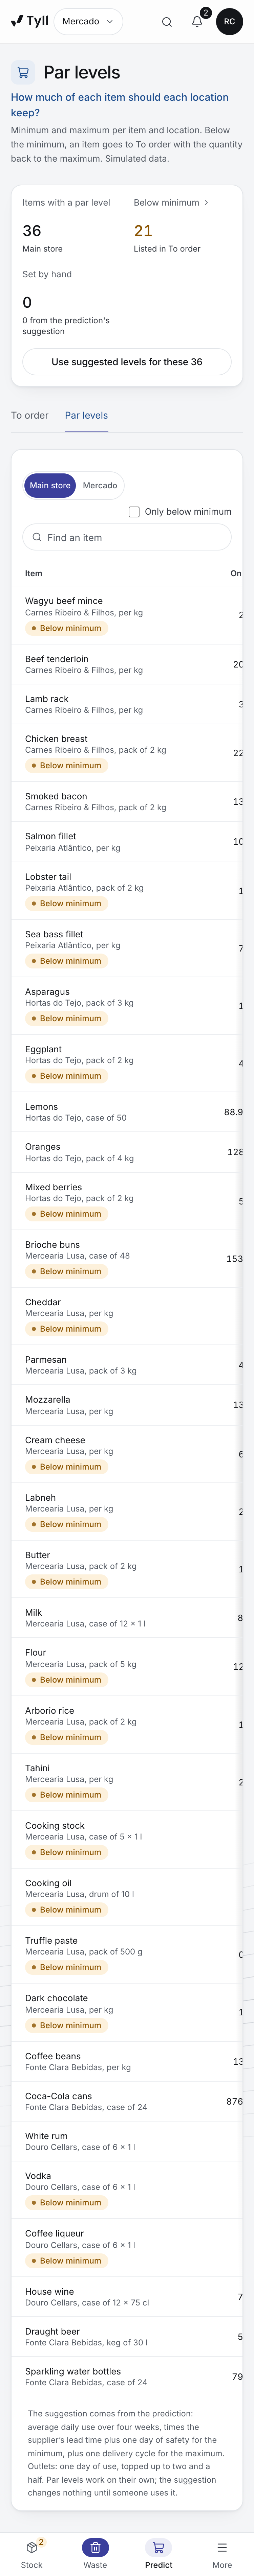 Tyll
Mercado
2
RC
Par levels
How much of each item should each location
keep?
Minimum and maximum per item and location. Below
the minimum, an item goes to To order with the quantity
back to the maximum. Simulated data.
Items with a par level
Below minimum
36
21
Main store
Listed in To order
Set by hand
0
0 from the prediction's
suggestion
Use suggested levels for these 36
To order
Par levels
Main store
Mercado
Only below minimum
Find an item
Item
On
Wagyu beef mince
Carnes Ribeiro & Filhos, per kg
Below minimum
2
Beef tenderloin
Carnes Ribeiro & Filhos, per kg
20
Lamb rack
Carnes Ribeiro & Filhos, per kg
3
Chicken breast
Carnes Ribeiro & Filhos, pack of 2 kg
Below minimum
22
Smoked bacon
Carnes Ribeiro & Filhos, pack of 2 kg
13
Salmon fillet
Peixaria Atlântico, per kg
10
Lobster tail
Peixaria Atlântico, pack of 2 kg
Below minimum
1
Sea bass fillet
Peixaria Atlântico, per kg
Below minimum
7
Asparagus
Hortas do Tejo, pack of 3 kg
Below minimum
1
Eggplant
Hortas do Tejo, pack of 2 kg
Below minimum
4
Lemons
Hortas do Tejo, case of 50
88.9
Oranges
Hortas do Tejo, pack of 4 kg
128
Mixed berries
Hortas do Tejo, pack of 2 kg
Below minimum
5
Brioche buns
Mercearia Lusa, case of 48
Below minimum
153
Cheddar
Mercearia Lusa, per kg
Below minimum
Parmesan
Mercearia Lusa, pack of 3 kg
4
Mozzarella
Mercearia Lusa, per kg
13
Cream cheese
Mercearia Lusa, per kg
Below minimum
6
Labneh
Mercearia Lusa, per kg
Below minimum
2
Butter
Mercearia Lusa, pack of 2 kg
Below minimum
1
Milk
Mercearia Lusa, case of 12 × 1 l
8
Flour
Mercearia Lusa, pack of 5 kg
Below minimum
12
Arborio rice
Mercearia Lusa, pack of 2 kg
Below minimum
1
Tahini
Mercearia Lusa, per kg
Below minimum
2
Cooking stock
Mercearia Lusa, case of 5 × 1 l
Below minimum
Cooking oil
Mercearia Lusa, drum of 10 l
Below minimum
Truffle paste
Mercearia Lusa, pack of 500 g
Below minimum
0
Dark chocolate
Mercearia Lusa, per kg
Below minimum
1
Coffee beans
Fonte Clara Bebidas, per kg
13
Coca-Cola cans
Fonte Clara Bebidas, case of 24
876
White rum
Douro Cellars, case of 6 × 1 l
Vodka
Douro Cellars, case of 6 × 1 l
Below minimum
Coffee liqueur
Douro Cellars, case of 6 × 1 l
Below minimum
House wine
Douro Cellars, case of 12 × 75 cl
7
Draught beer
Fonte Clara Bebidas, keg of 30 l
5
Sparkling water bottles
Fonte Clara Bebidas, case of 24
79
The suggestion comes from the prediction:
average daily use over four weeks, times the
supplier's lead time plus one day of safety for the
minimum, plus one delivery cycle for the maximum.
Outlets: one day of use, topped up to two and a
half. Par levels work on their own; the suggestion
changes nothing until someone uses it.
2
Stock
Waste
Predict
More